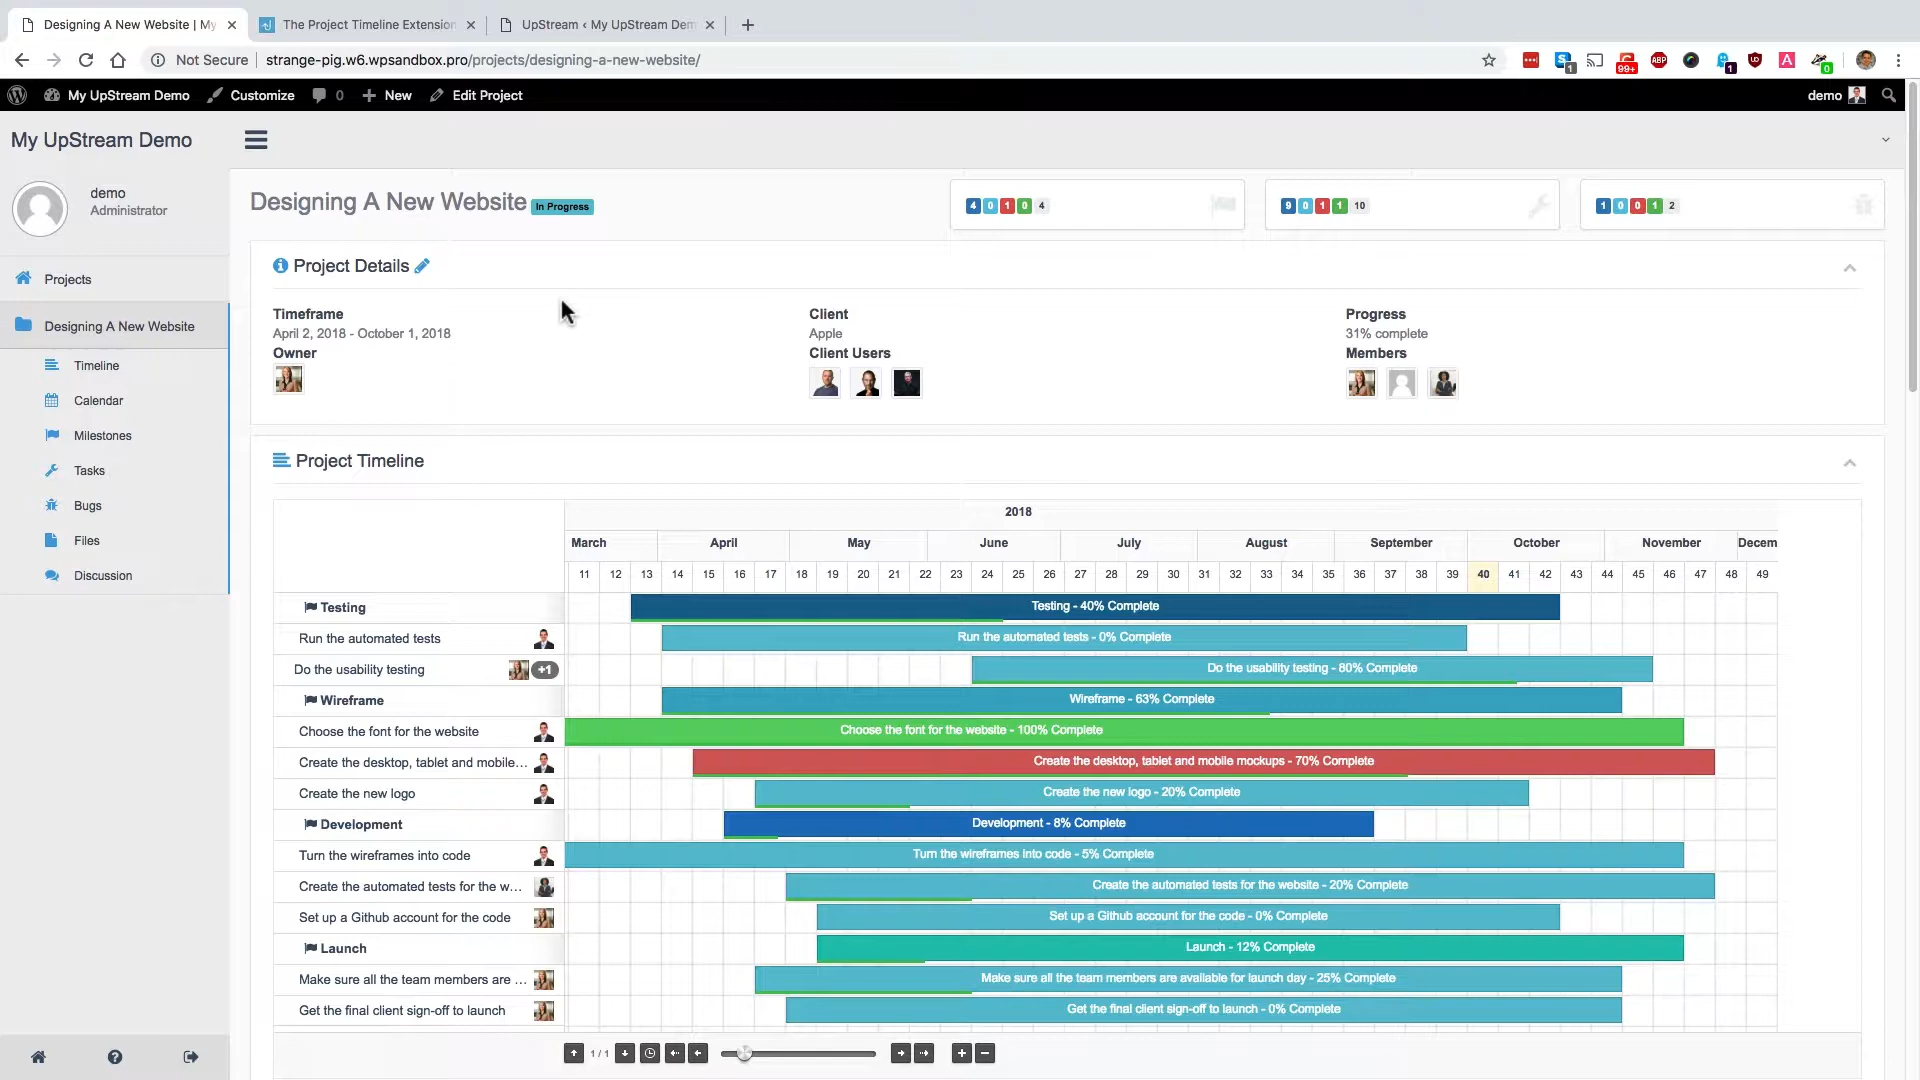 Designing A New Website | My
The Project Timeline Extension
UpStream ‹ My UpStream Dem
Not Secure
strange-pig.w6.wpsandbox.pro/projects/designing-a-new-website/
1
99+
ABP
1
A
0
My UpStream Demo
Customize
0
New
Edit Project
demo
My UpStream Demo
demo
Administrator
Projects
Designing A New Website
Timeline
Calendar
Milestones
Tasks
Bugs
Files
Discussion
Designing A New Website In Progress
4 0 1 0 4
9 0 1 1 10
1 0 0 1 2
Project Details
Timeframe
April 2, 2018 - October 1, 2018
Owner
Client
Apple
Client Users
Progress
31% complete
Members
Project Timeline
2018
March April May June July August September October November Decem
11 12 13 14 15 16 17 18 19 20 21 22 23 24 25 26 27 28 29 30 31 32 33 34 35 36 37 38 39 40 41 42 43 44 45 46 47 48 49
Testing
Testing - 40% Complete
Run the automated tests
Run the automated tests - 0% Complete
Do the usability testing
+1
Do the usability testing - 80% Complete
Wireframe
Wireframe - 63% Complete
Choose the font for the website
Choose the font for the website - 100% Complete
Create the desktop, tablet and mobile...
Create the desktop, tablet and mobile mockups - 70% Complete
Create the new logo
Create the new logo - 20% Complete
Development
Development - 8% Complete
Turn the wireframes into code
Turn the wireframes into code - 5% Complete
Create the automated tests for the w...
Create the automated tests for the website - 20% Complete
Set up a Github account for the code
Set up a Github account for the code - 0% Complete
Launch
Launch - 12% Complete
Make sure all the team members are ...
Make sure all the team members are available for launch day - 25% Complete
Get the final client sign-off to launch
Get the final client sign-off to launch - 0% Complete
1 / 1